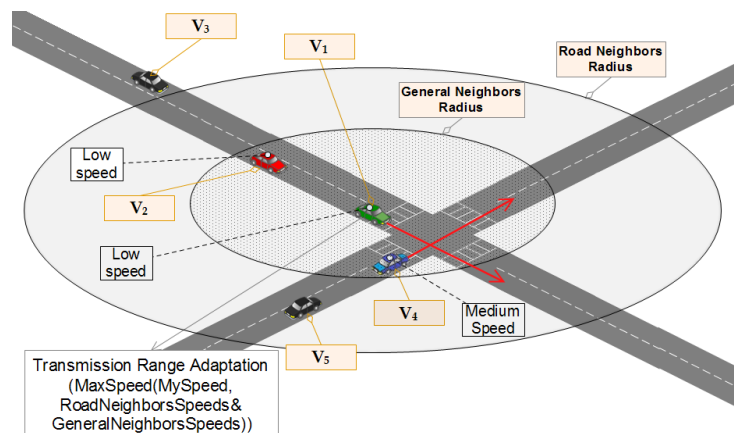 V3
V1
Road Neighbors
Radius
General Neighbors
Radius
Low
speed
V2
Low
speed
V4
Medium
Speed
V5
Transmission Range Adaptation
(MaxSpeed(MySpeed,
RoadNeighborsSpeeds&
GeneralNeighborsSpeeds))